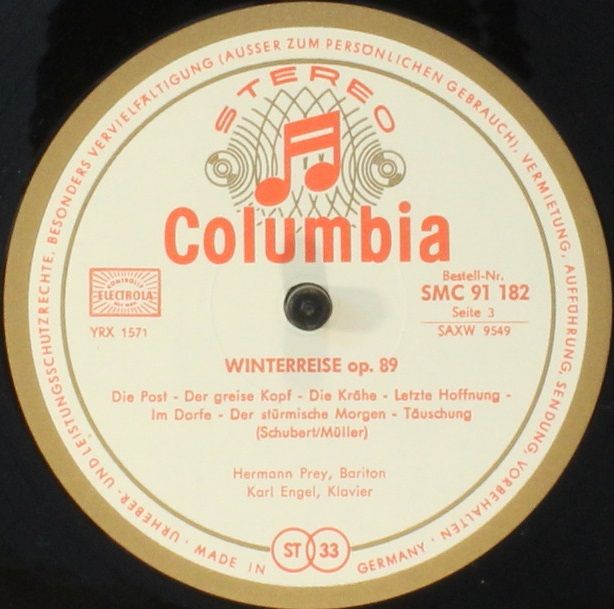 URHEBER- UND LEISTUNGSSCHUTZRECHTE, BESONDERS VERVIELFÄLTIGUNG (AUSSER ZUM PERSÖNLICHEN GEBRAUCH), VERMIETUNG, AUFFÜHRUNG, SENDUNG, VORBEHALTEN ·
STEREO
Columbia
ELECTROLA
YRX 1571
Bestell-Nr.
SMC 91 182
Seite 3
SAXW 9549
WINTERREISE op. 89
Die Post - Der greise Kopf - Die Krähe - Letzte Hoffnung -
Im Dorfe - Der stürmische Morgen - Täuschung
(Schubert/Müller)
Hermann Prey, Bariton
Karl Engel, Klavier
MADE IN GERMANY ·
ST 33